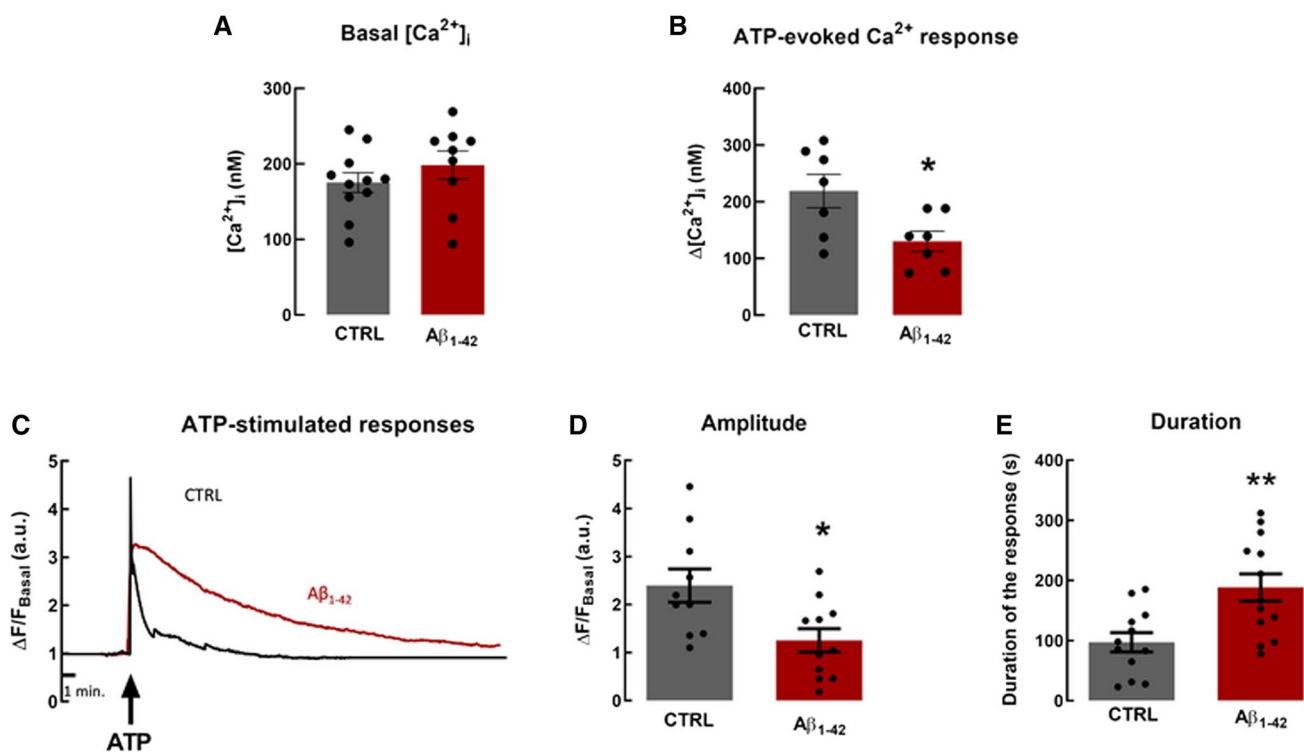 A
Basal [Ca²⁺]ᵢ
[Ca²⁺]ᵢ (nM)
300
200
100
0
CTRL
Aβ₁₋₄₂
B
ATP-evoked Ca²⁺ response
Δ[Ca²⁺]ᵢ (nM)
400
300
200
100
0
*
CTRL
Aβ₁₋₄₂
C
ATP-stimulated responses
ΔF/F_Basal (a.u.)
5
4
3
2
1
0
CTRL
Aβ₁₋₄₂
1 min.
ATP
D
Amplitude
ΔF/F_Basal (a.u.)
5
4
3
2
1
0
*
CTRL
Aβ₁₋₄₂
E
Duration
Duration of the response (s)
400
300
200
100
0
**
CTRL
Aβ₁₋₄₂